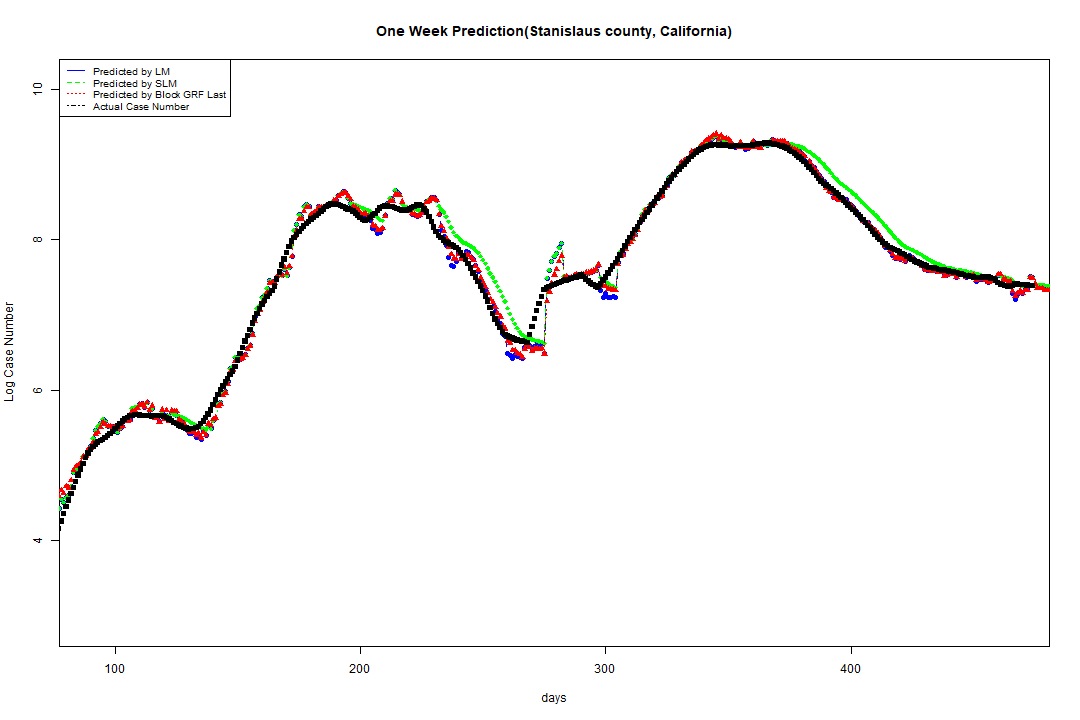 One Week Prediction(Stanislaus county, California)
Predicted by LM
Predicted by SLM
Predicted by Block GRF Last
Actual Case Number
10
8
6
4
Log Case Number
100 200 300 400
days